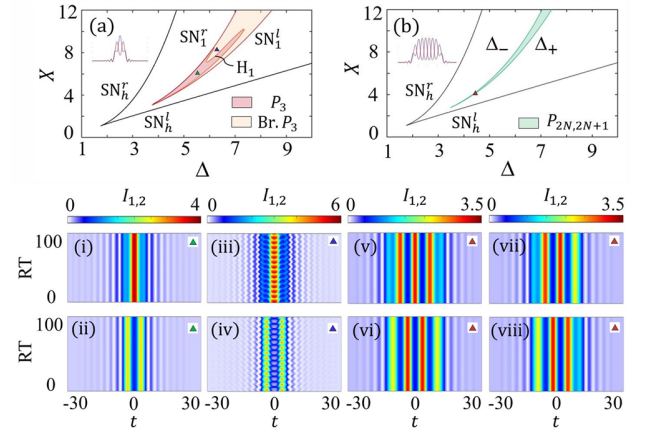 12
(a)
SN₁ʳ
SN₁ˡ
8
X
SNₕʳ
H₁
4
P₃
SNₕˡ
Br. P₃
0
1 3 5 7 9
Δ
12
(b)
Δ₋ Δ₊
8
X
SNₕʳ
4
SNₕˡ
P₂N,₂N₊₁
0
1 3 5 7 9
Δ
0 I₁,₂ 4
0 I₁,₂ 6
0 I₁,₂ 3.5
0 I₁,₂ 3.5
100
RT
0
(i) (iii) (v) (vii)
100
RT
0
(ii) (iv) (vi) (viii)
-30 0 30
-30 0 30
-30 0 30
-30 0 30
t t t t